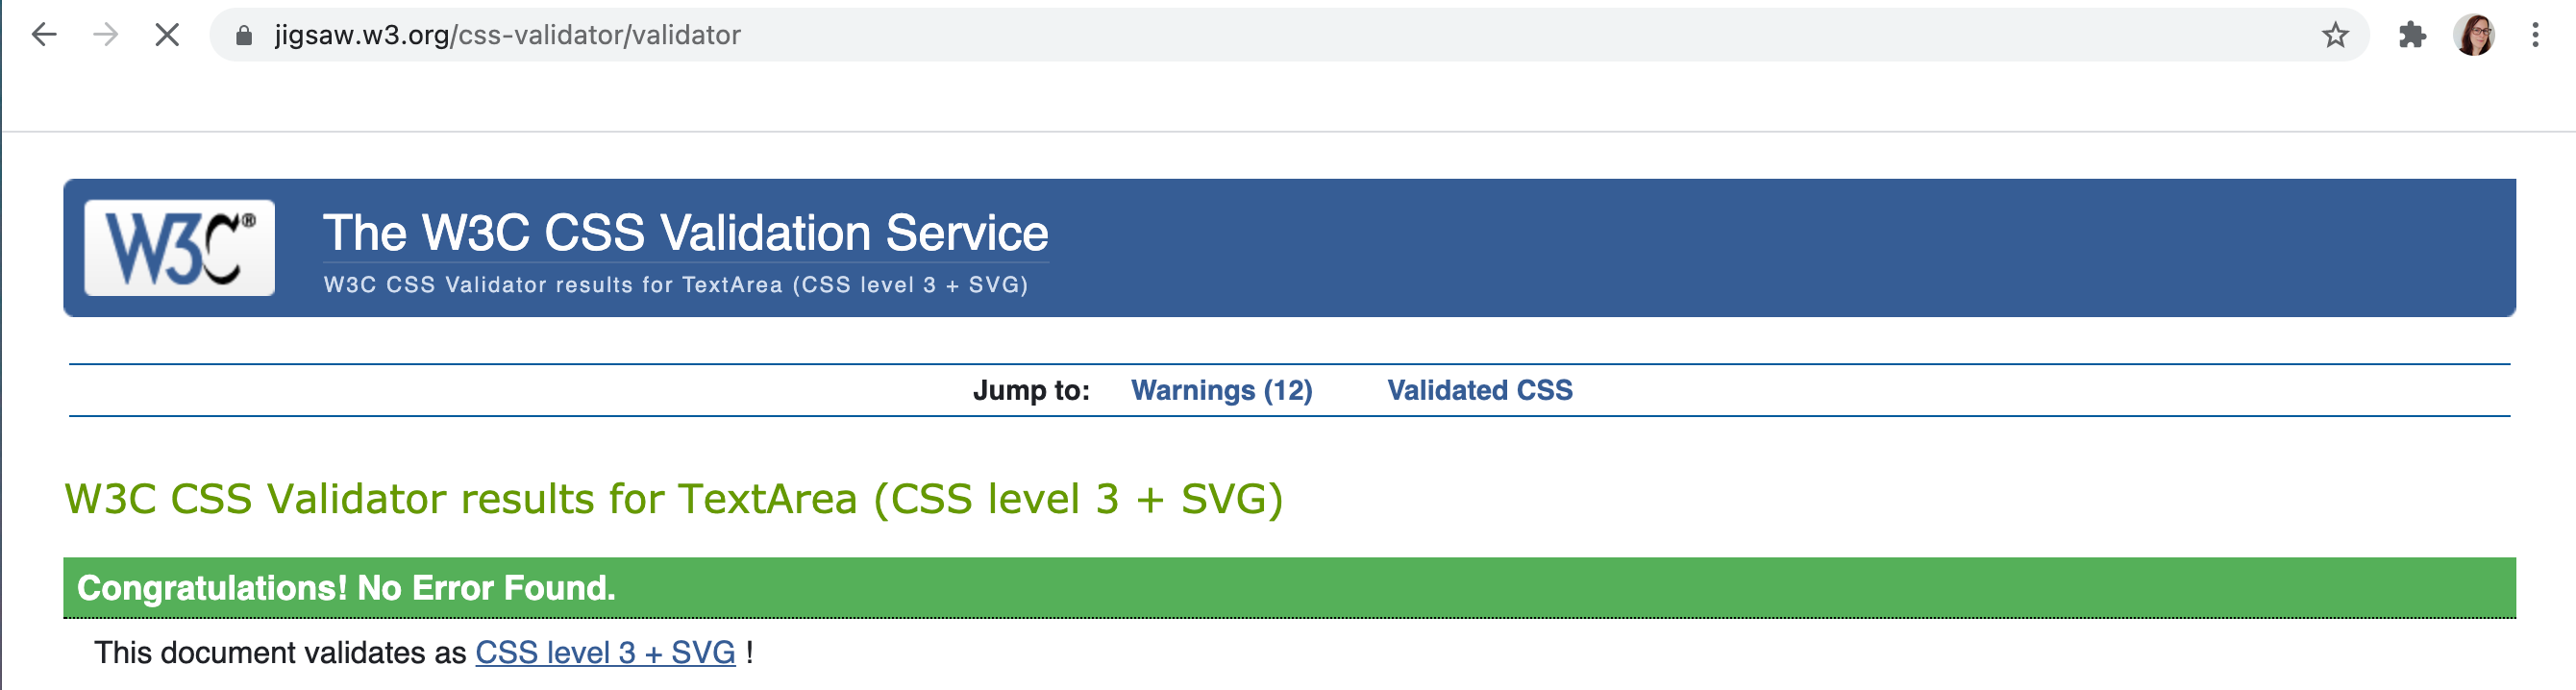 jigsaw.w3.org/css-validator/validator
W3C®
The W3C CSS Validation Service
W3C CSS Validator results for TextArea (CSS level 3 + SVG)
Jump to: Warnings (12) Validated CSS
W3C CSS Validator results for TextArea (CSS level 3 + SVG)
Congratulations! No Error Found.
This document validates as CSS level 3 + SVG !